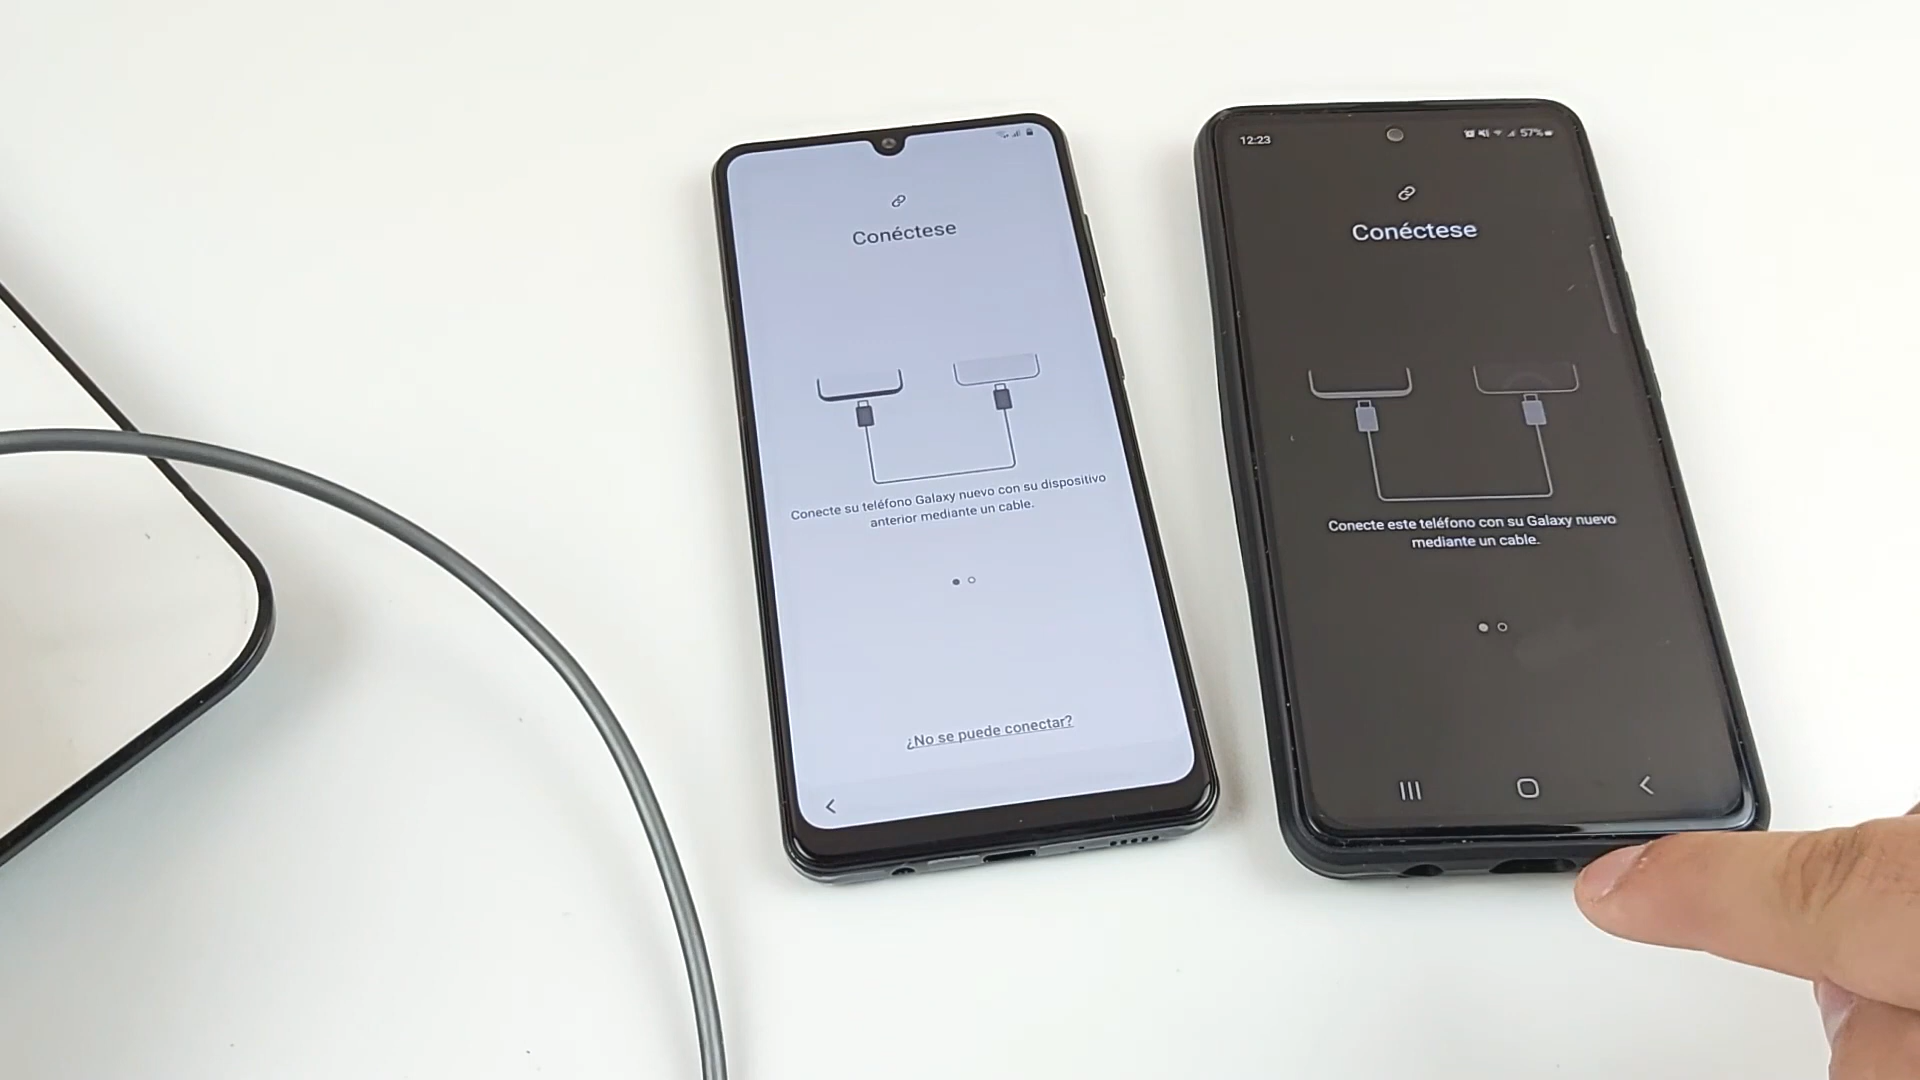 Conéctese
Conecte su teléfono Galaxy nuevo con su dispositivo
anterior mediante un cable.
¿No se puede conectar?
12:23
57%
Conéctese
Conecte este teléfono con su Galaxy nuevo
mediante un cable.